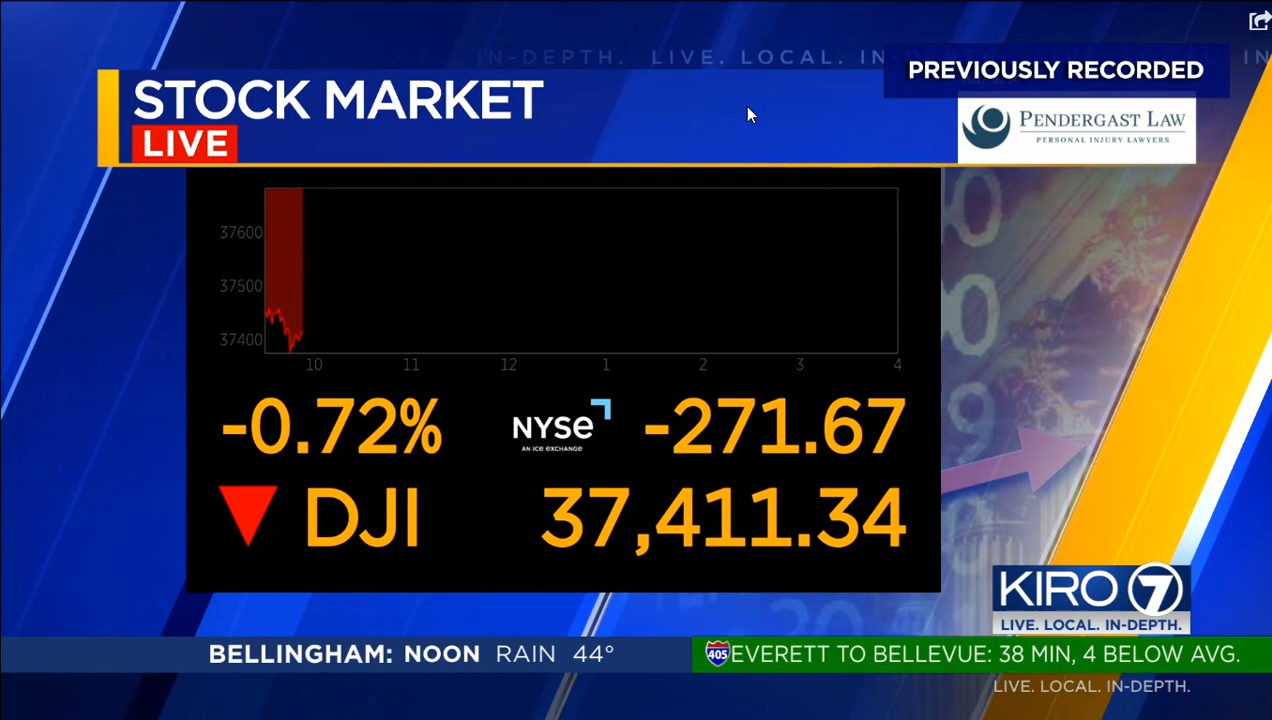 IN-DEPTH. LIVE. LOCAL. IN
PREVIOUSLY RECORDED
STOCK MARKET
LIVE
PENDERGAST LAW
PERSONAL INJURY LAWYERS
37600
37500
37400
10 11 12 1 2 3 4
-0.72% NYSE -271.67
AN ICE EXCHANGE
DJI 37,411.34
KIRO 7
LIVE. LOCAL. IN-DEPTH.
BELLINGHAM: NOON RAIN 44° 405 EVERETT TO BELLEVUE: 38 MIN, 4 BELOW AVG.
LIVE. LOCAL. IN-DEPTH.